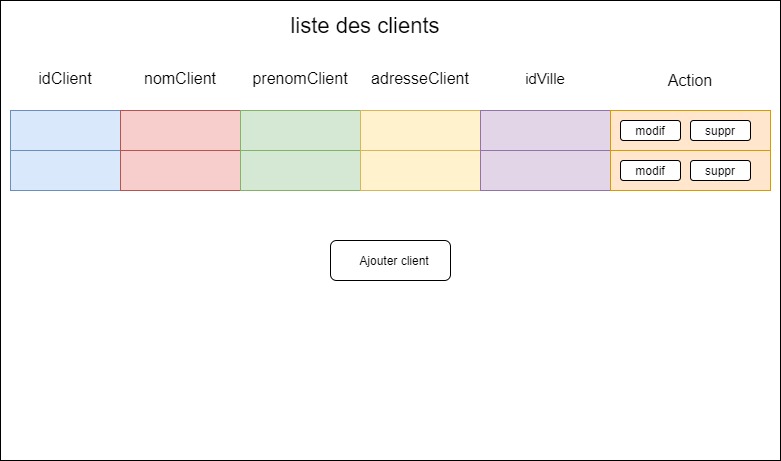 liste des clients
idClient nomClient prenomClient adresseClient idVille Action
modif suppr
modif suppr
Ajouter client